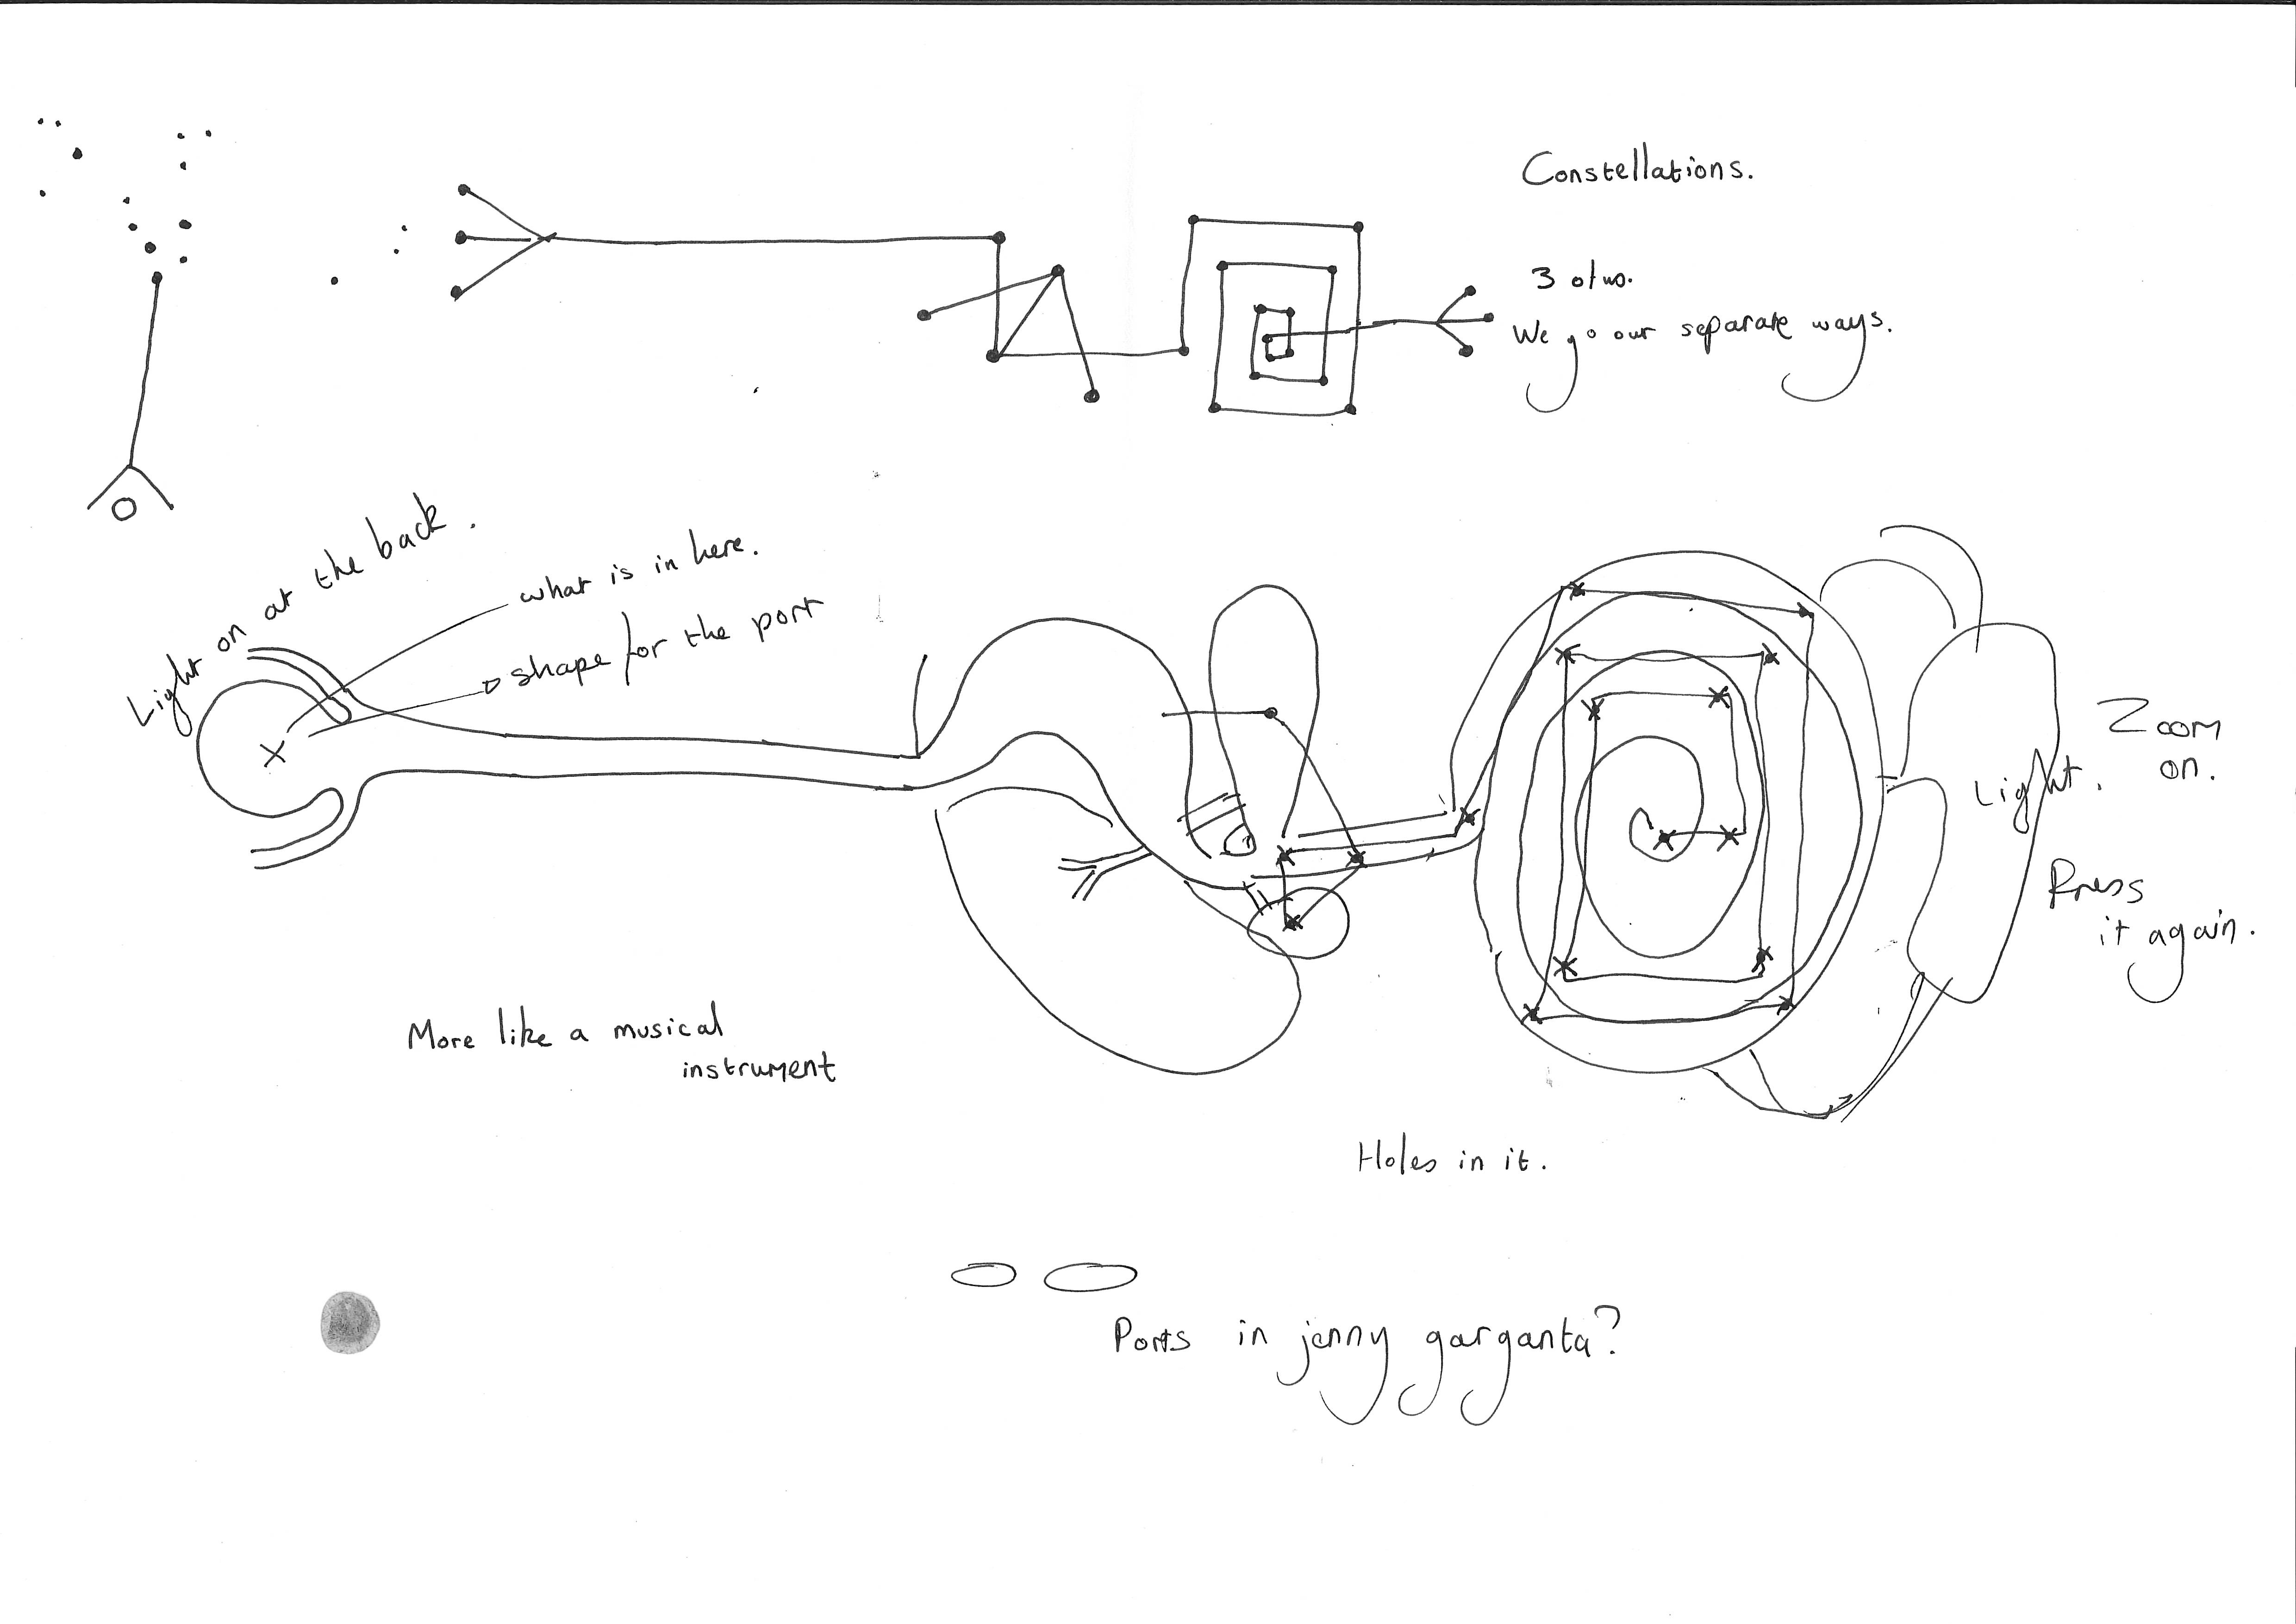 Constellations.
3 of us.
We go our separate ways.
Light on at the back.
what is in here.
shape for the port
Zoom
on.
Light.
Press
it again.
More like a musical
instrument
Holes in it.
Ports in jenny garganta?